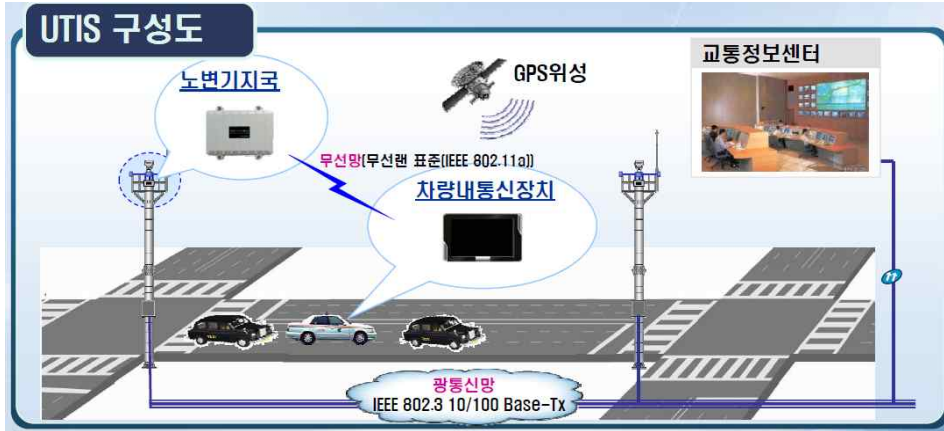 UTIS 구성도
노변기지국
GPS위성
교통정보센터
무선망(무선랜 표준(IEEE 802.11a))
차량내통신장치
광통신망
IEEE 802.3 10/100 Base-Tx